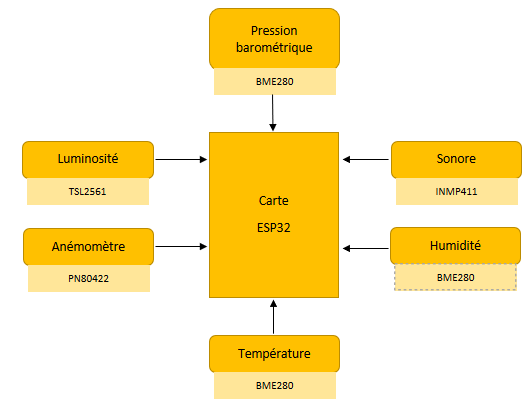 Pression
barométrique
BME280
Luminosité
TSL2561
Anémomètre
PN80422
Carte
ESP32
Sonore
INMP411
Humidité
BME280
Température
BME280